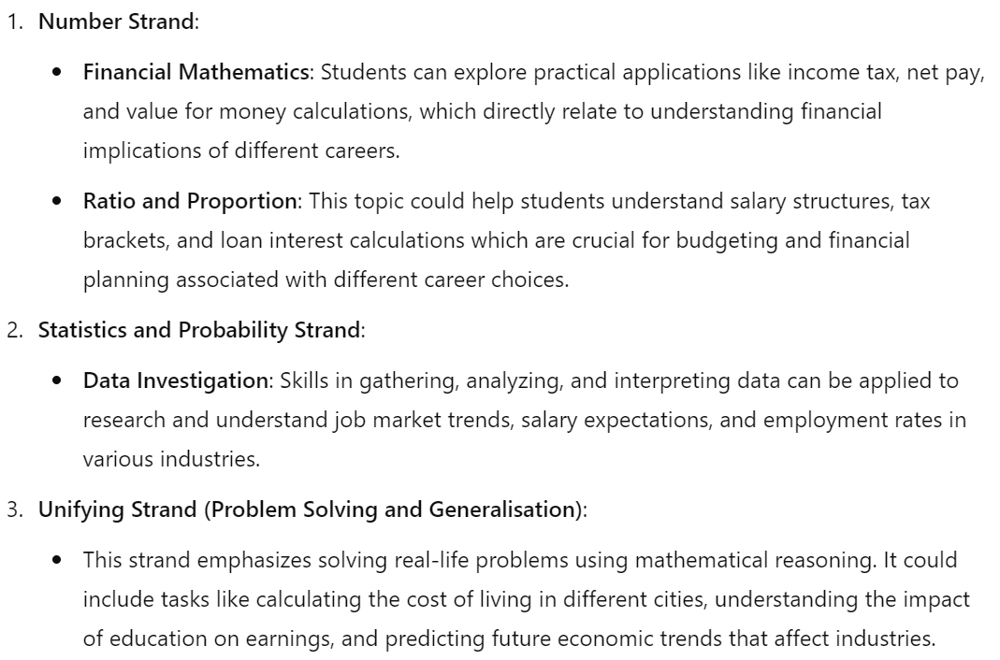 1. Number Strand:
• Financial Mathematics: Students can explore practical applications like income tax, net pay,
and value for money calculations, which directly relate to understanding financial
implications of different careers.
• Ratio and Proportion: This topic could help students understand salary structures, tax
brackets, and loan interest calculations which are crucial for budgeting and financial
planning associated with different career choices.
2. Statistics and Probability Strand:
• Data Investigation: Skills in gathering, analyzing, and interpreting data can be applied to
research and understand job market trends, salary expectations, and employment rates in
various industries.
3. Unifying Strand (Problem Solving and Generalisation):
• This strand emphasizes solving real-life problems using mathematical reasoning. It could
include tasks like calculating the cost of living in different cities, understanding the impact
of education on earnings, and predicting future economic trends that affect industries.